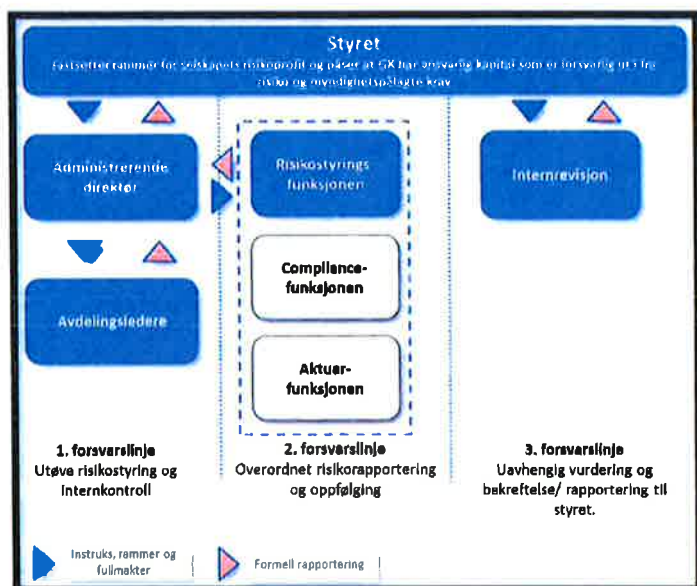 Styret
Fastsetter rammer for selskapets risikoprofil og påser at GK har ansvarlig kapital som er forsvarlig ut i fra
risiko og myndighetspålagte krav
Administrerende
direktør
Risikostyrings
funksjonen
Internrevisjon
Compliance-
funksjonen
Avdelingsledere
Aktuar-
funksjonen
1. forsvarslinje
Utøva risikostyring og
internkontroll
2. forsvarslinje
Overordnet risikorapportering
og oppfølging
3. forsvarslinje
Uavhengig vurdering og
bekreftelse/ rapportering til
styret.
Instruks, rammer og
fullmakter
Formell rapportering